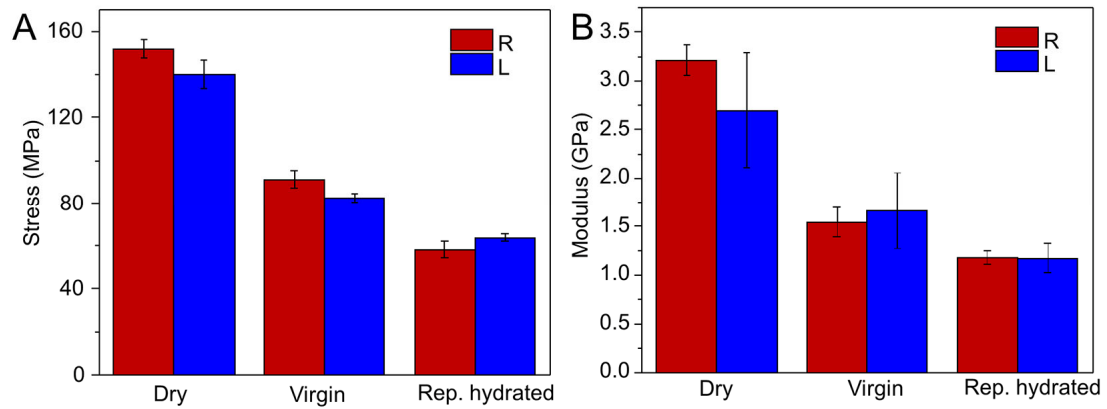 A
Stress (MPa)
160
120
80
40
0
R
L
Dry
Virgin
Rep. hydrated
B
Modulus (GPa)
3.5
3.0
2.5
2.0
1.5
1.0
0.5
0.0
R
L
Dry
Virgin
Rep. hydrated